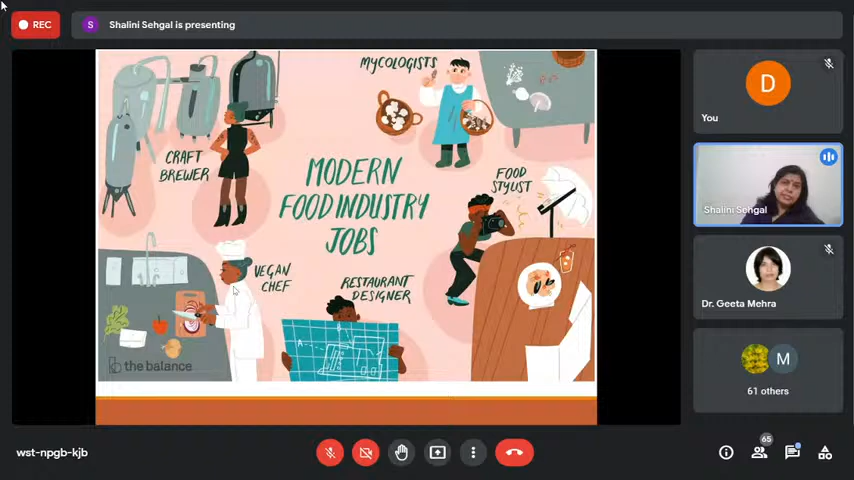 REC
S
Shalini Sehgal is presenting
MYCOLOGISTS
CRAFT
BREWER
MODERN
FOOD INDUSTRY
JOBS
FOOD
STYLIST
VEGAN
CHEF
RESTAURANT
DESIGNER
A
B
b the balance
D
You
Shalini Sehgal
Dr. Geeta Mehra
M
61 others
wst-npgb-kjb
65